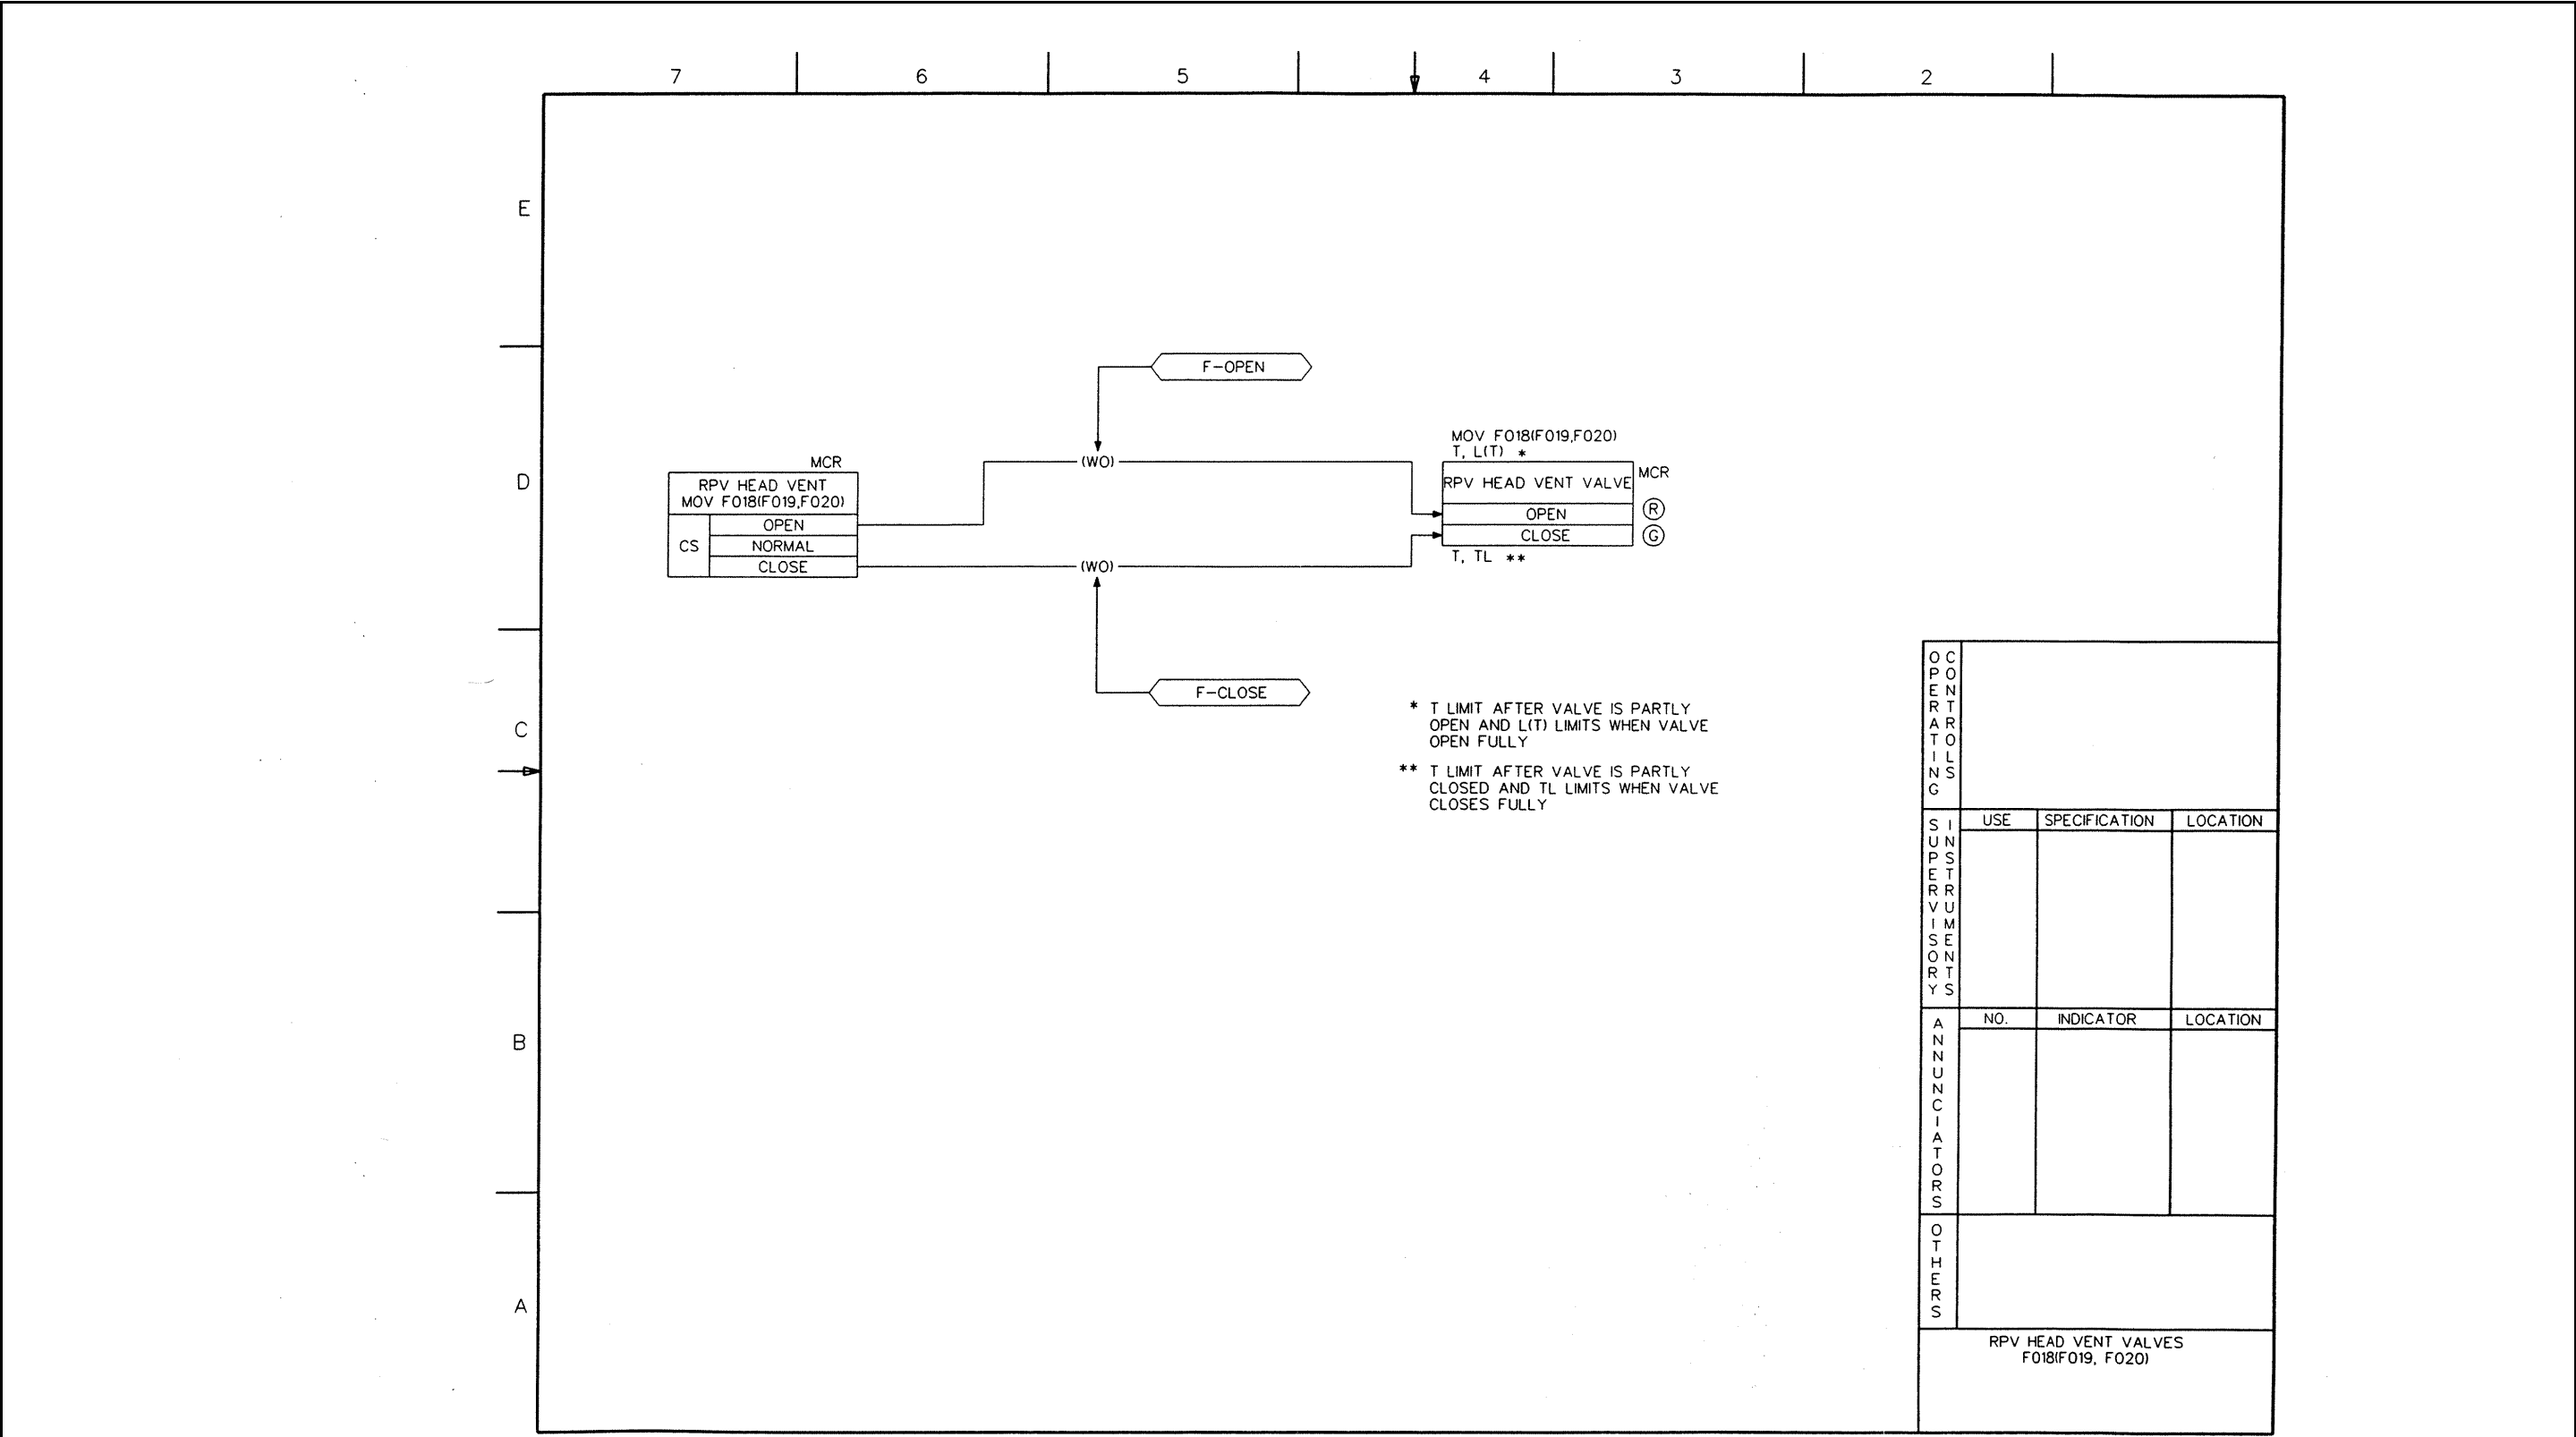 7 6 5 4 3 2
E
D
C
B
A
F-OPEN
MCR
RPV HEAD VENT
MOV F018(F019,F020)
CS
OPEN
NORMAL
CLOSE
(WO)
(WO)
F-CLOSE
MOV F018(F019,F020)
T, L(T) *
RPV HEAD VENT VALVE
MCR
OPEN
R
CLOSE
G
T, TL **
* T LIMIT AFTER VALVE IS PARTLY
OPEN AND L(T) LIMITS WHEN VALVE
OPEN FULLY
** T LIMIT AFTER VALVE IS PARTLY
CLOSED AND TL LIMITS WHEN VALVE
CLOSES FULLY
OPERATING
CONTROLS
SUPERVISORY
INSTRUMENTS
USE SPECIFICATION LOCATION
ANNUNCIATORS
NO. INDICATOR LOCATION
OTHERS
RPV HEAD VENT VALVES
F018(F019, F020)